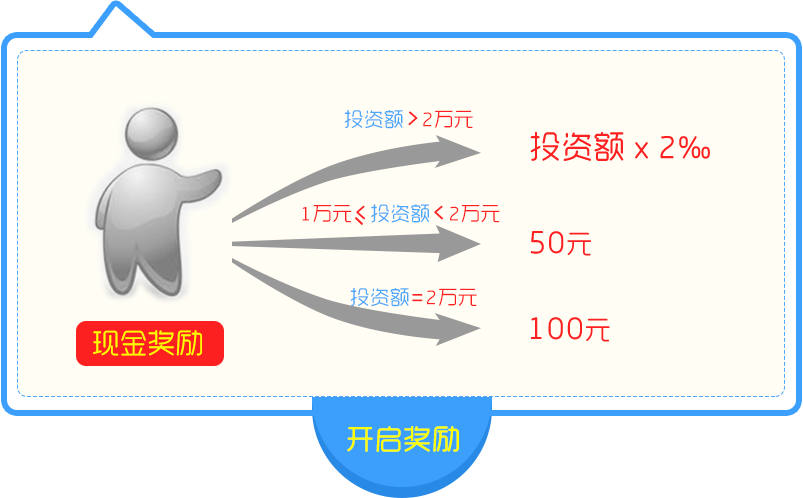 投资额>2万元
投资额 x 2‰
1万元≤投资额<2万元
50元
投资额=2万元
100元
现金奖励
开启奖励